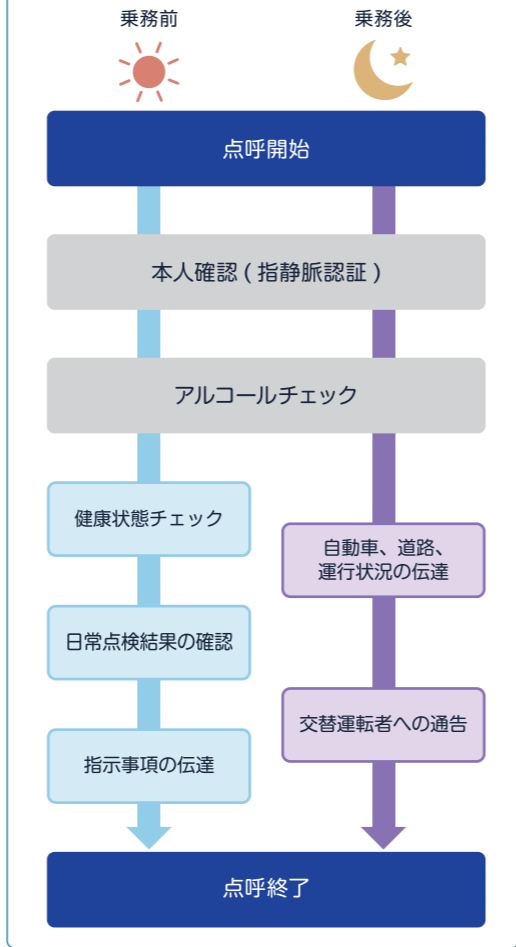 乗務前
乗務後
点呼開始
本人確認 ( 指静脈認証 )
アルコールチェック
健康状態チェック
自動車、道路、
運行状況の伝達
日常点検結果の確認
交替運転者への通告
指示事項の伝達
点呼終了